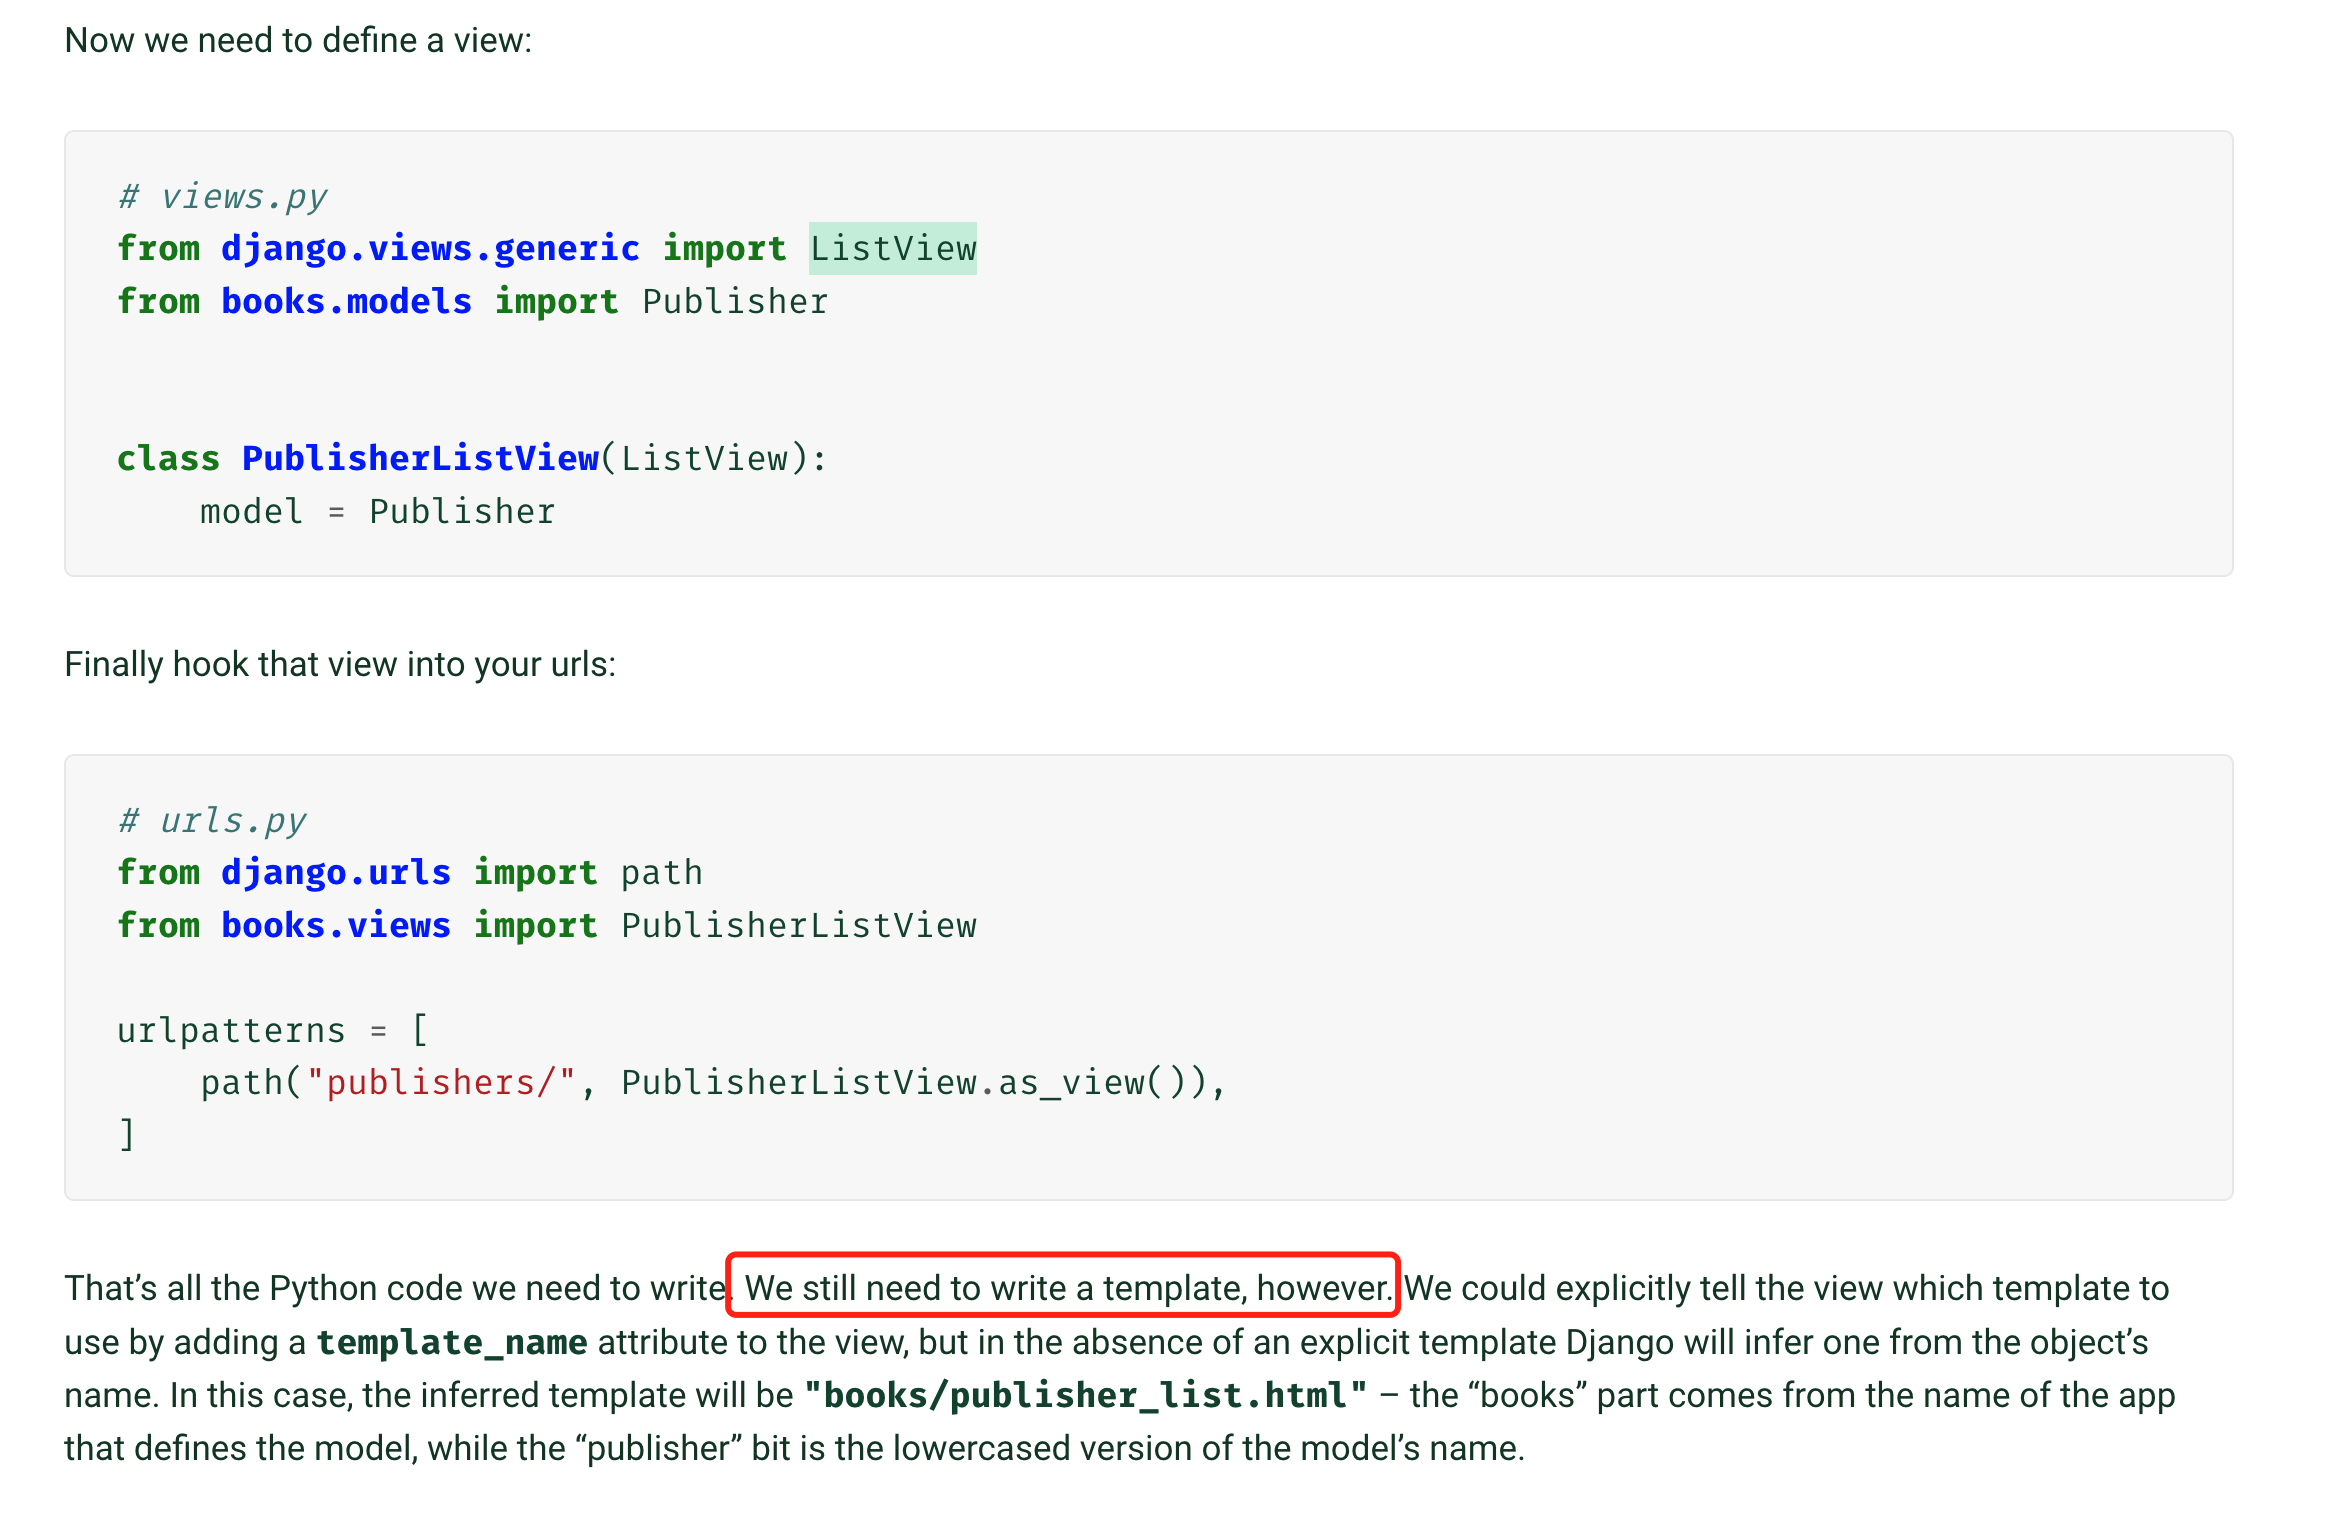 Now we need to define a view:
# views.py
from django.views.generic import ListView
from books.models import Publisher
class PublisherListView(ListView):
    model = Publisher
Finally hook that view into your urls:
# urls.py
from django.urls import path
from books.views import PublisherListView
urlpatterns = [
    path("publishers/", PublisherListView.as_view()),
]
That’s all the Python code we need to write. We still need to write a template, however. We could explicitly tell the view which template to
use by adding a template_name attribute to the view, but in the absence of an explicit template Django will infer one from the object’s
name. In this case, the inferred template will be "books/publisher_list.html" – the “books” part comes from the name of the app
that defines the model, while the “publisher” bit is the lowercased version of the model’s name.